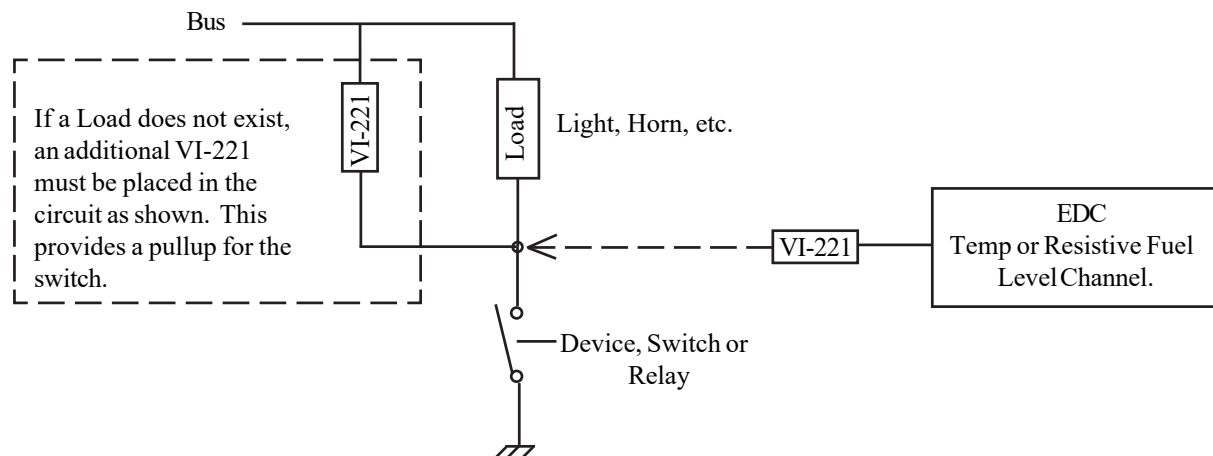 Bus
If a Load does not exist,
an additional VI-221
must be placed in the
circuit as shown. This
provides a pullup for the
switch.
VI-221
Load
Light, Horn, etc.
VI-221
EDC
Temp or Resistive Fuel
Level Channel.
Device, Switch or
Relay